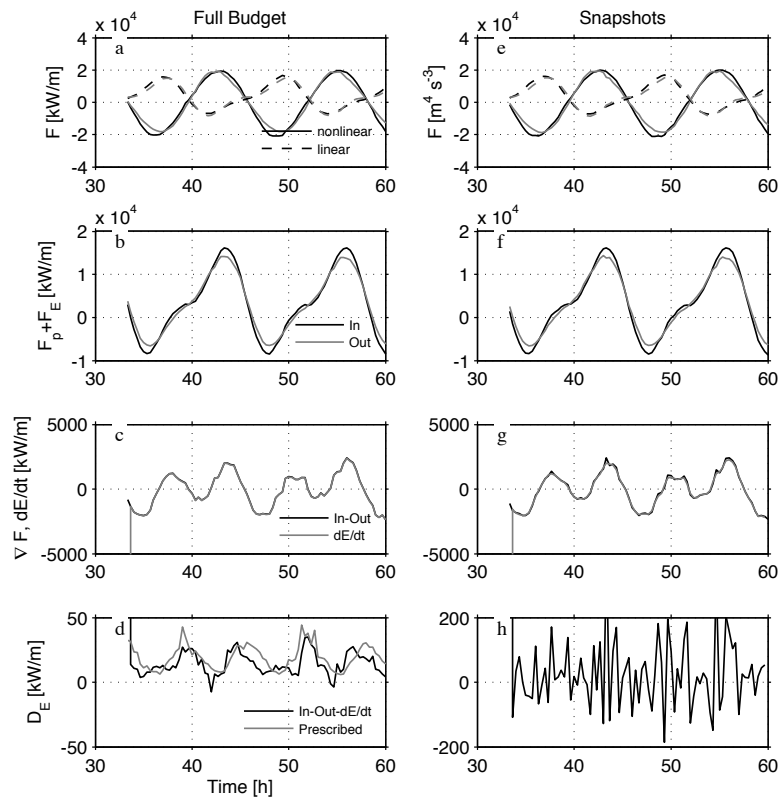 Full Budget
Snapshots
x 10^4
a
4
2
0
-2
-4
F [kW/m]
nonlinear
linear
30 40 50 60
x 10^4
e
4
2
0
-2
-4
F [m^4 s^-3]
30 40 50 60
x 10^4
b
2
1
0
-1
F_p+F_E [kW/m]
In
Out
30 40 50 60
x 10^4
f
2
1
0
-1
30 40 50 60
c
5000
0
-5000
∇ F, dE/dt [kW/m]
In-Out
dE/dt
30 40 50 60
g
5000
0
-5000
30 40 50 60
d
50
0
-50
D_E [kW/m]
In-Out-dE/dt
Prescribed
30 40 50 60
Time [h]
h
200
0
-200
30 40 50 60